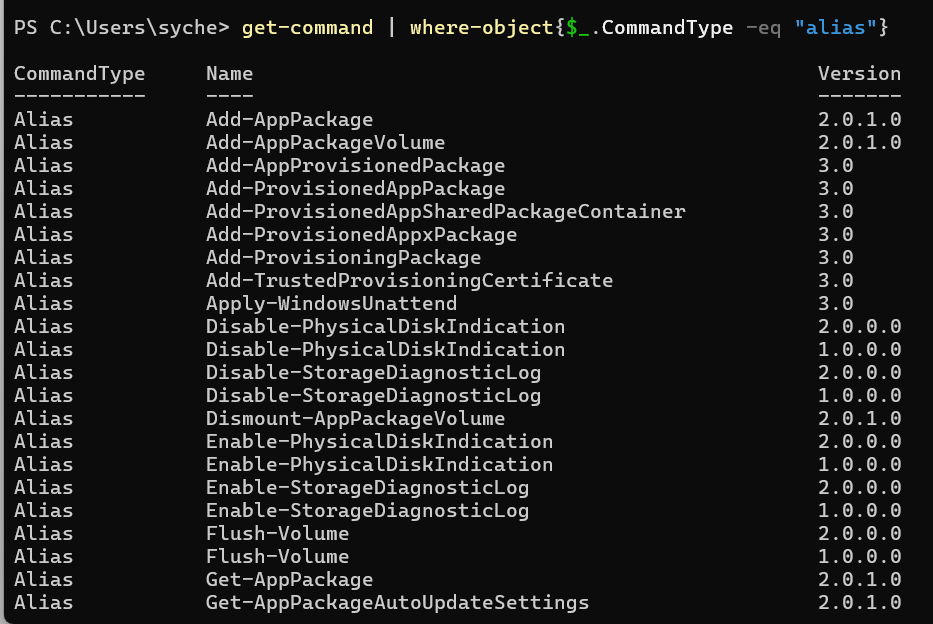 PS C:\Users\syche> get-command | where-object{$_.CommandType -eq "alias"}
CommandType Name Version
----------- ---- -------
Alias Add-AppPackage 2.0.1.0
Alias Add-AppPackageVolume 2.0.1.0
Alias Add-AppProvisionedPackage 3.0
Alias Add-ProvisionedAppPackage 3.0
Alias Add-ProvisionedAppSharedPackageContainer 3.0
Alias Add-ProvisionedAppxPackage 3.0
Alias Add-ProvisioningPackage 3.0
Alias Add-TrustedProvisioningCertificate 3.0
Alias Apply-WindowsUnattend 3.0
Alias Disable-PhysicalDiskIndication 2.0.0.0
Alias Disable-PhysicalDiskIndication 1.0.0.0
Alias Disable-StorageDiagnosticLog 2.0.0.0
Alias Disable-StorageDiagnosticLog 1.0.0.0
Alias Dismount-AppPackageVolume 2.0.1.0
Alias Enable-PhysicalDiskIndication 2.0.0.0
Alias Enable-PhysicalDiskIndication 1.0.0.0
Alias Enable-StorageDiagnosticLog 2.0.0.0
Alias Enable-StorageDiagnosticLog 1.0.0.0
Alias Flush-Volume 2.0.0.0
Alias Flush-Volume 1.0.0.0
Alias Get-AppPackage 2.0.1.0
Alias Get-AppPackageAutoUpdateSettings 2.0.1.0